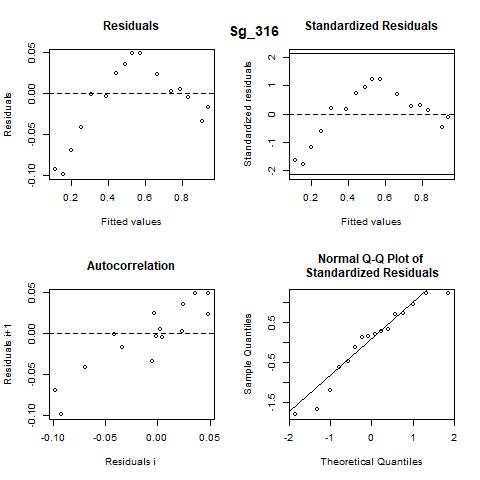 Sg_316
Residuals
Residuals
0.05
0.00
-0.05
-0.10
0.2 0.4 0.6 0.8
Fitted values
Standardized Residuals
Standardized residuals
2
1
0
-1
-2
0.2 0.4 0.6 0.8
Fitted values
Autocorrelation
Residuals i+1
0.05
0.00
-0.05
-0.10
-0.10 -0.05 0.00 0.05
Residuals i
Normal Q-Q Plot of
Standardized Residuals
Sample Quantiles
0.5
-0.5
-1.5
-2 -1 0 1 2
Theoretical Quantiles